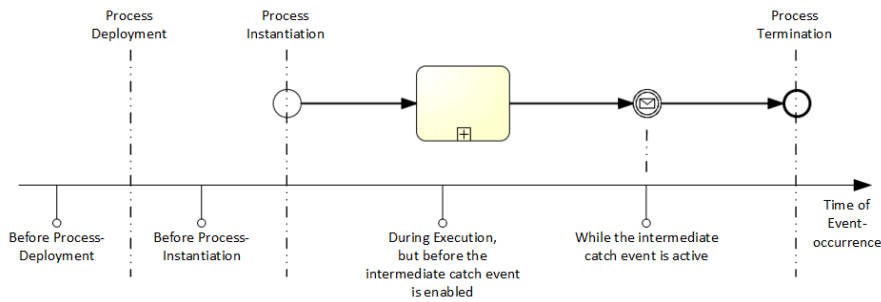 Process
Deployment
Process
Instantiation
Process
Termination
Before Process-
Deployment
Before Process-
Instantiation
During Execution,
but before the
intermediate catch event
is enabled
While the intermediate
catch event is active
Time of
Event-
occurrence